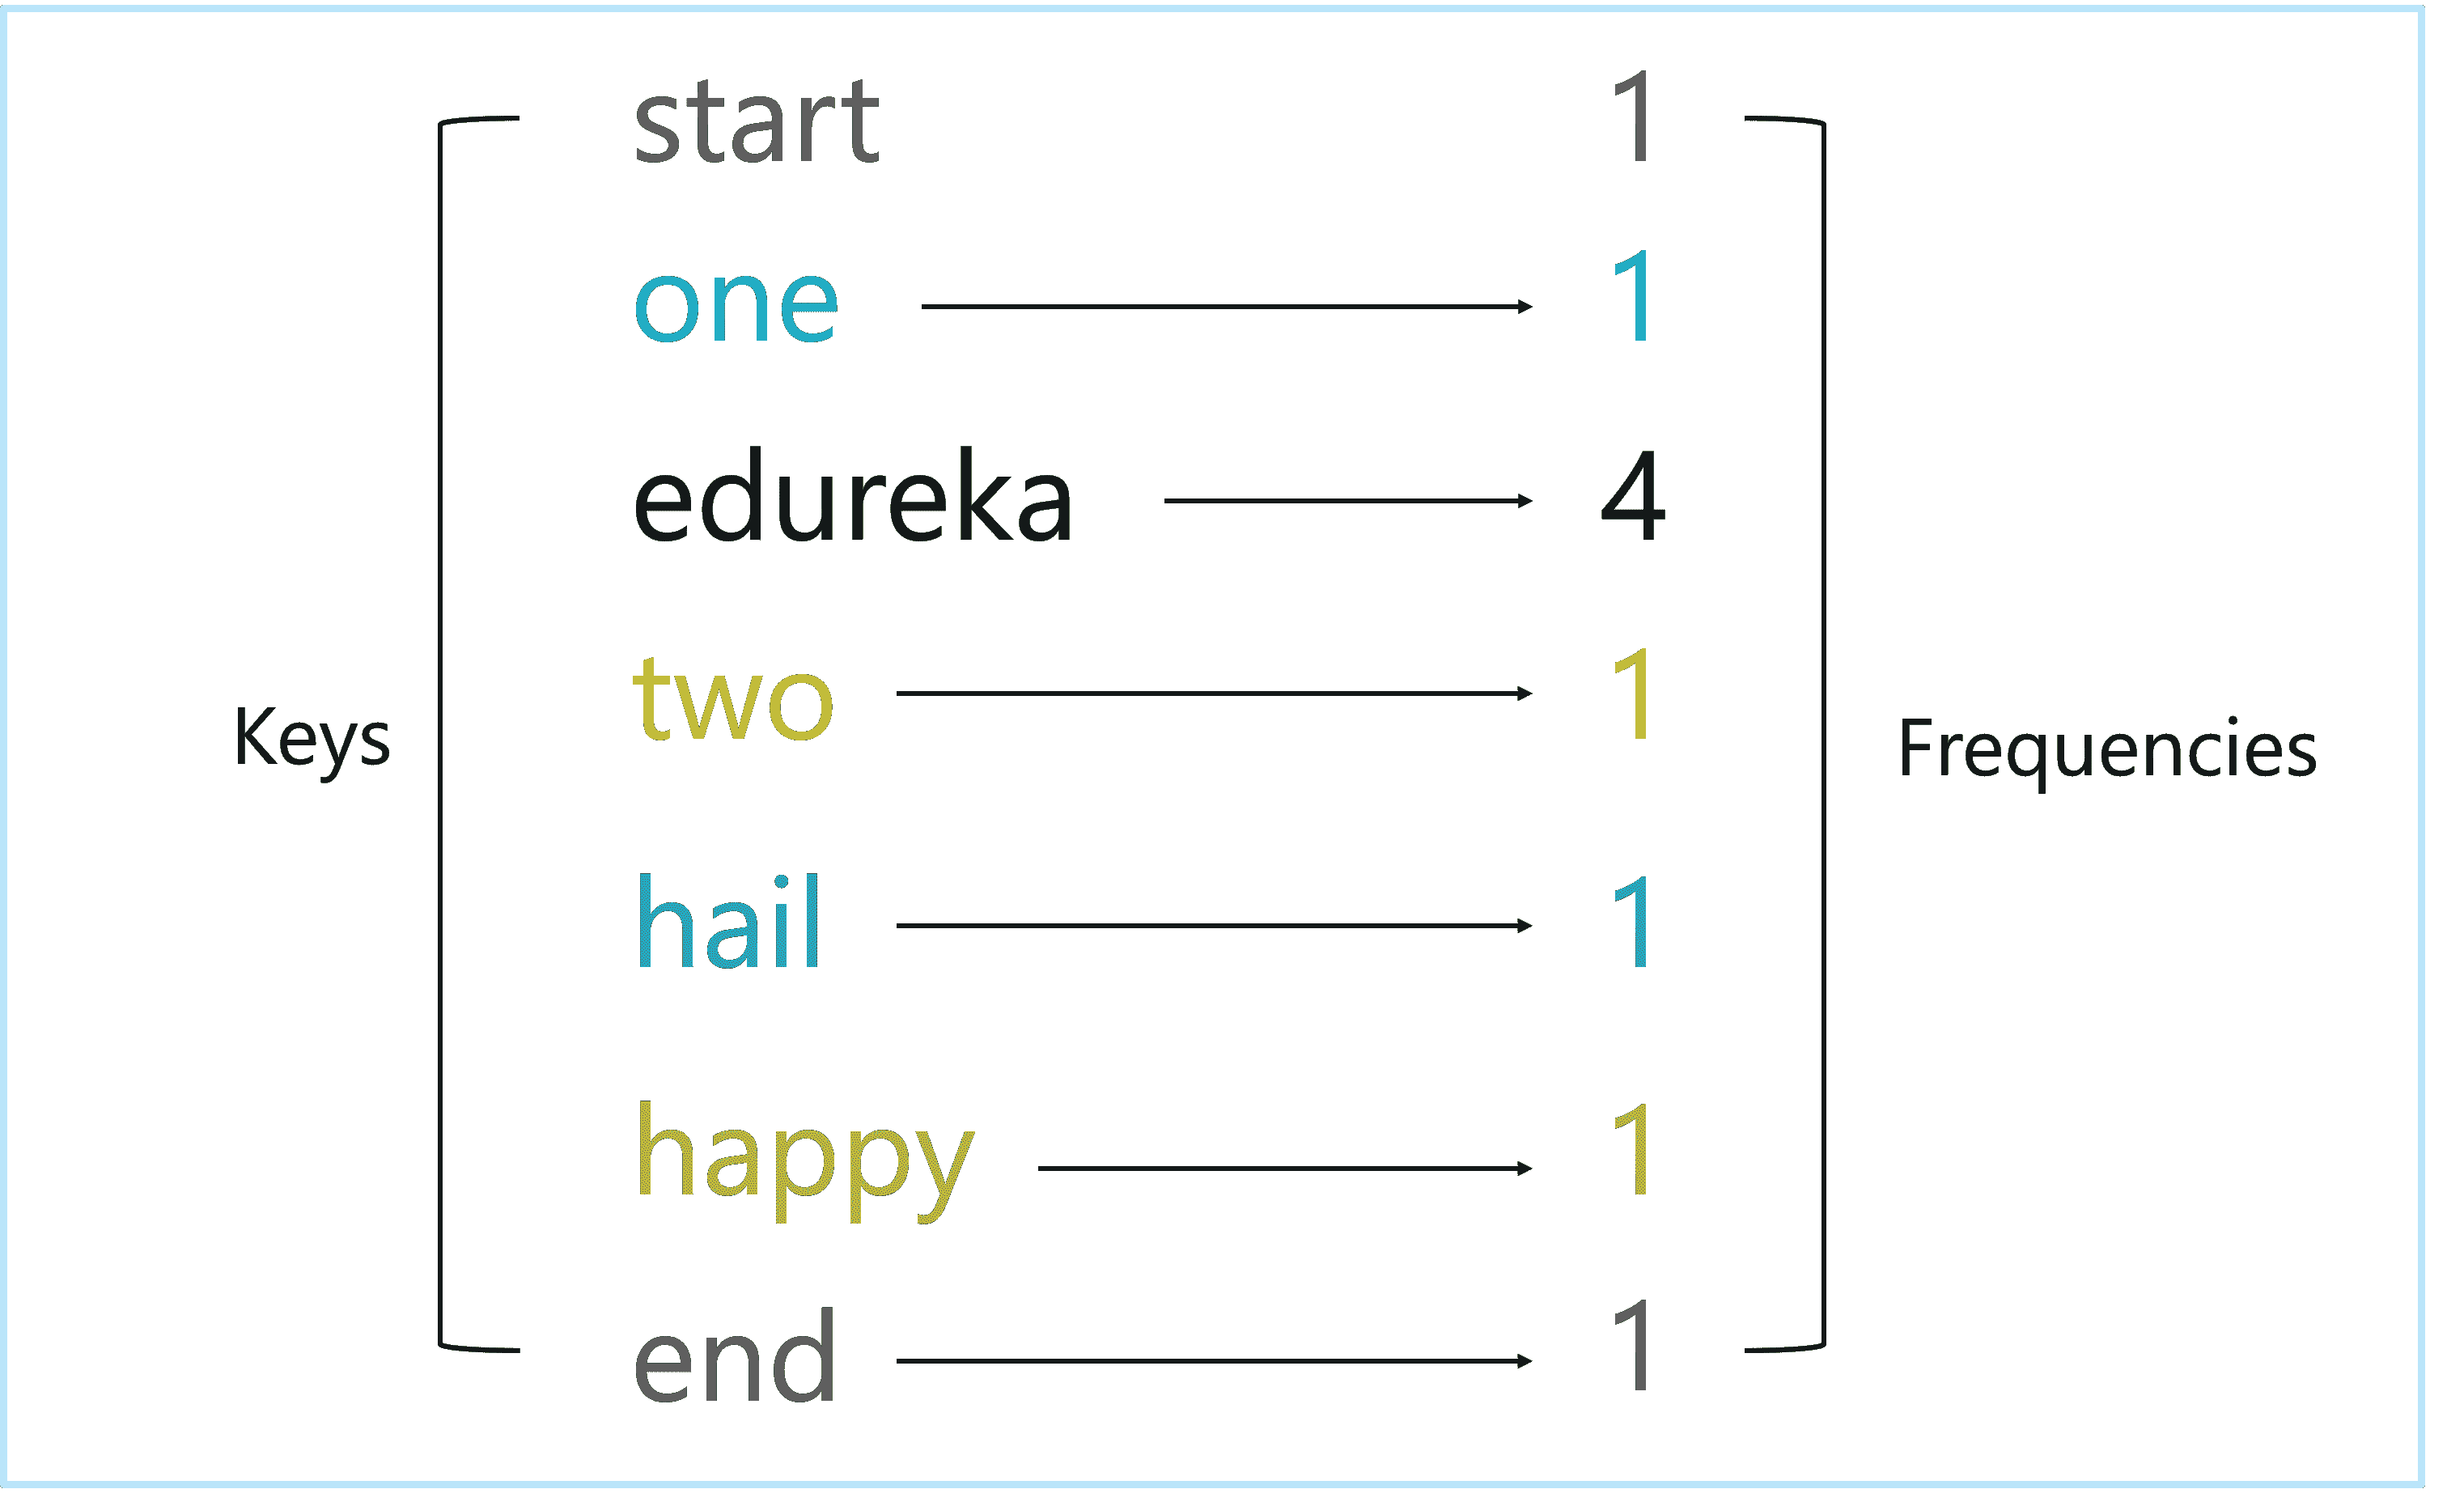 start 1
one 1
edureka 4
two 1
Keys
Frequencies
hail 1
happy 1
end 1